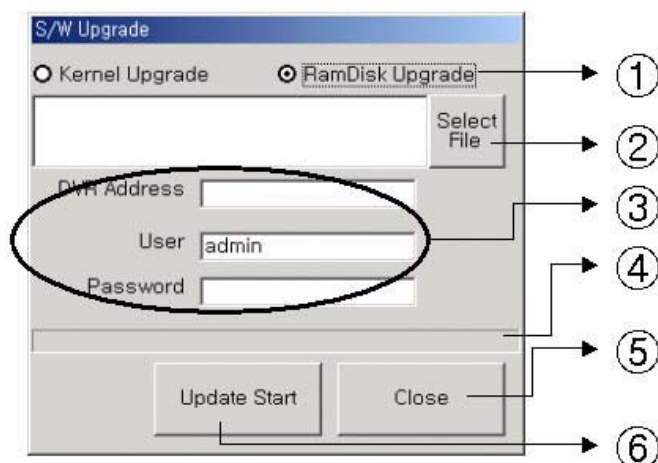 S/W Upgrade
Kernel Upgrade RamDisk Upgrade ①
Select
File ②
DVR Address ③
User admin
④
Password
⑤
Update Start Close
⑥